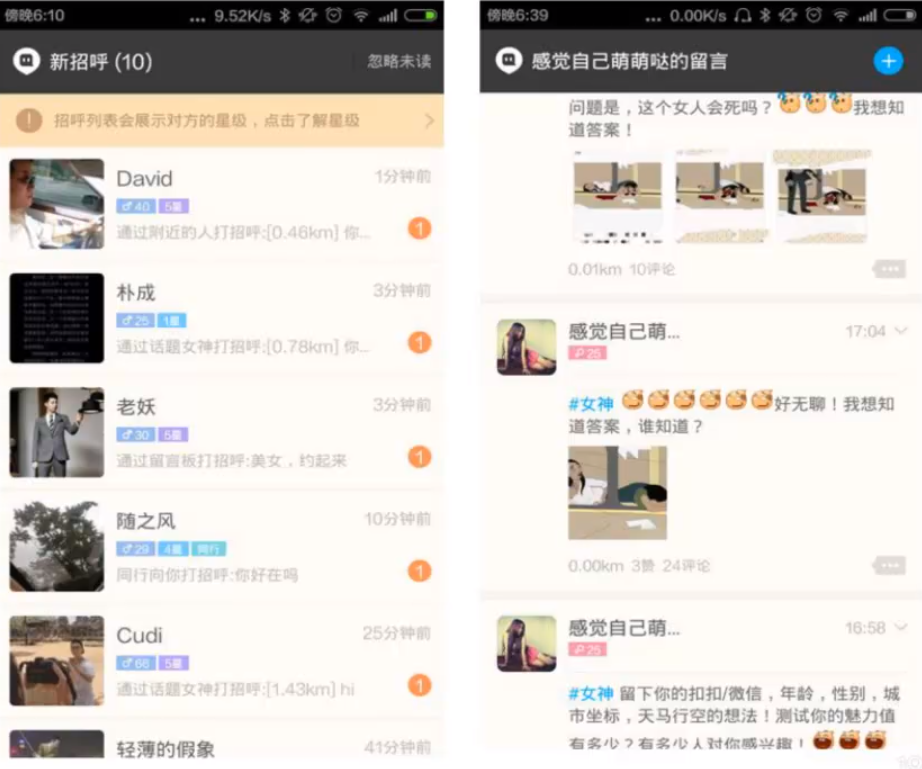 傍晚6:10
... 9.52K/s
新招呼 (10)
忽略未读
招呼列表会展示对方的星级，点击了解星级
David
1分钟前
♂40 5星
通过附近的人打招呼:[0.46km] 你...
1
朴成
3分钟前
♂25 1星
通过话题女神打招呼:[0.78km] 你...
1
老妖
3分钟前
♂30 5星
通过留言板打招呼:美女，约起来
1
随之风
10分钟前
♂29 4星 同行
同行向你打招呼:你好在吗
1
Cudi
25分钟前
♂66 5星
通过话题女神打招呼:[1.43km] hi
1
轻薄的假象
41分钟前
傍晚6:39
... 0.00K/s
感觉自己萌萌哒的留言
问题是，这个女人会死吗？我想知
道答案！
0.01km 10评论
感觉自己萌...
17:04
♀25
#女神 好无聊！我想知
道答案，谁知道？
0.00km 3赞 24评论
感觉自己萌...
16:58
♀25
#女神 留下你的扣扣/微信，年龄，性别，城
市坐标，天马行空的想法！测试你的魅力值
有多少？有多少人对你感兴趣！